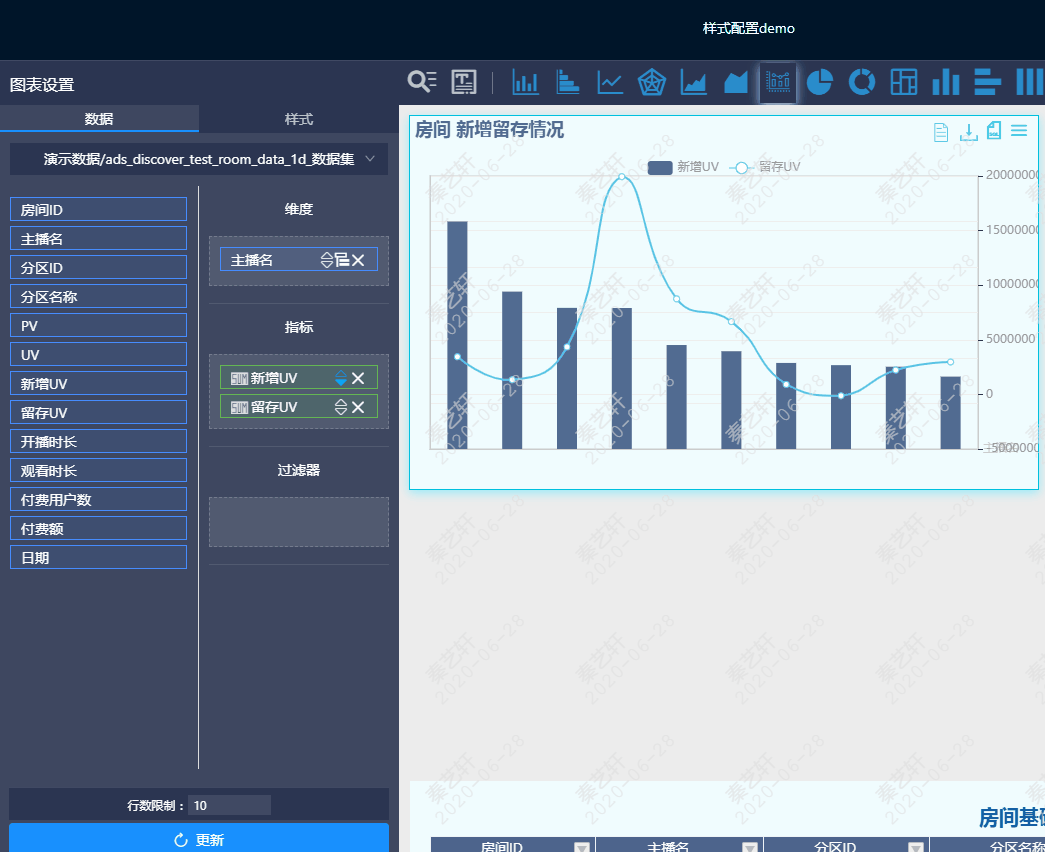 样式配置demo
图表设置
数据
样式
演示数据/ads_discover_test_room_data_1d_数据集
房间ID
主播名
分区ID
分区名称
PV
UV
新增UV
留存UV
开播时长
观看时长
付费用户数
付费额
日期
维度
主播名
指标
SUM 新增UV
SUM 留存UV
过滤器
行数限制： 10
更新
房间 新增留存情况
新增UV 留存UV
20000000
15000000
10000000
5000000
0
-5000000
秦艺轩
2020-06-28
房间基础
房间ID 主播名 分区ID 分区名称